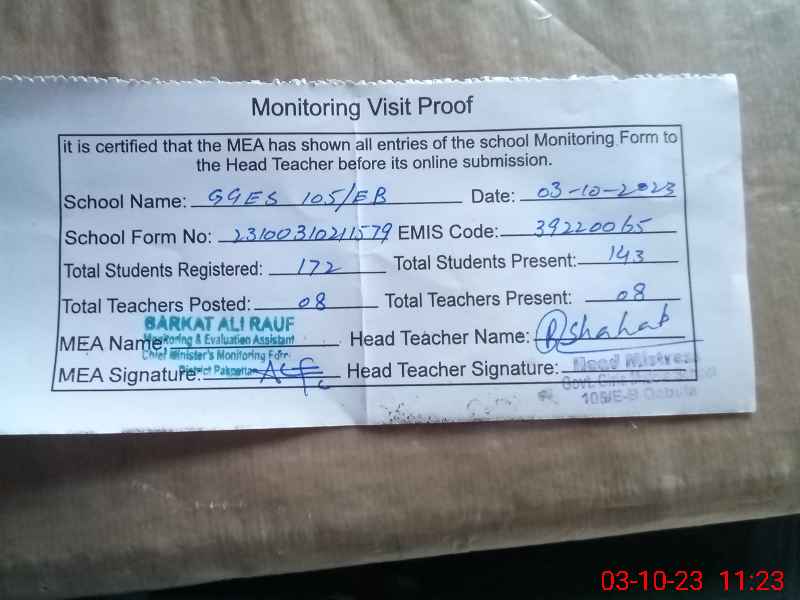 Monitoring Visit Proof
it is certified that the MEA has shown all entries of the school Monitoring Form to
the Head Teacher before its online submission.
School Name: GGES 105/EB Date: 03-10-2023
School Form No: 23100310211579 EMIS Code: 39220065
Total Students Registered: 172 Total Students Present: 143
Total Teachers Posted: 08 Total Teachers Present: 08
BARKAT ALI RAUF
MEA Name: Monitoring & Evaluation Assistant Head Teacher Name: Shahab
Chief Minister's Monitoring Force
MEA Signature: District Pakpattan Head Teacher Signature: Head Mistress
Govt. Girls School
105/E-B
03-10-23 11:23